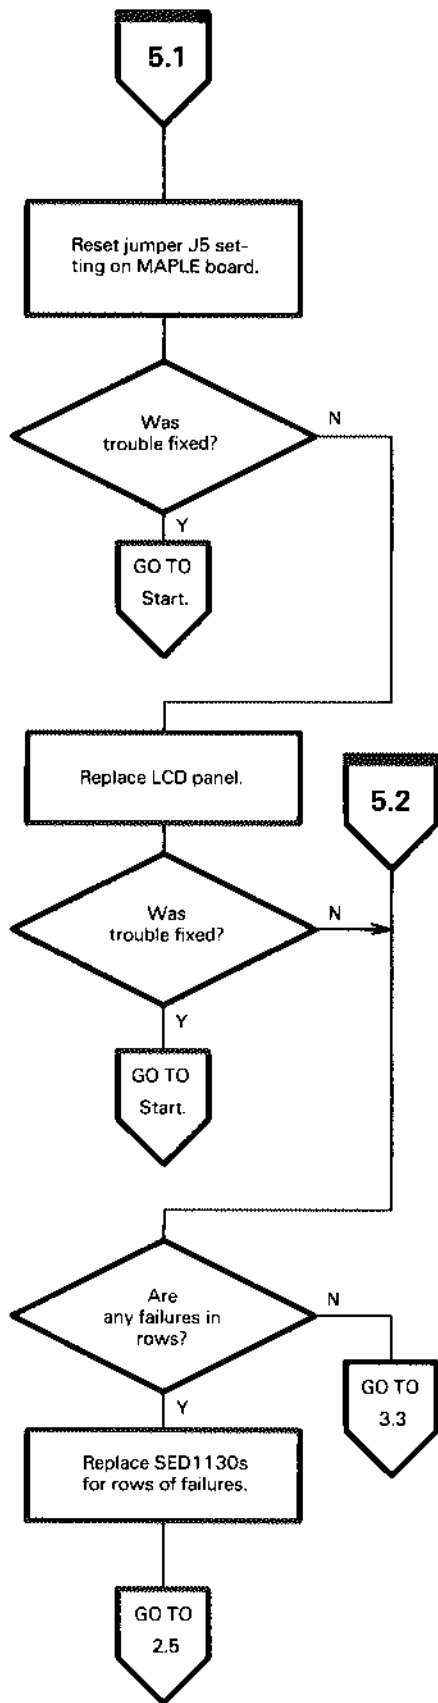 5.1
Reset jumper J5 set-
ting on MAPLE board.
Was
trouble fixed?
N
Y
GO TO
Start.
Replace LCD panel.
5.2
Was
trouble fixed?
N
Y
GO TO
Start.
Are
any failures in
rows?
N
Y
GO TO
3.3
Replace SED1130s
for rows of failures.
GO TO
2.5